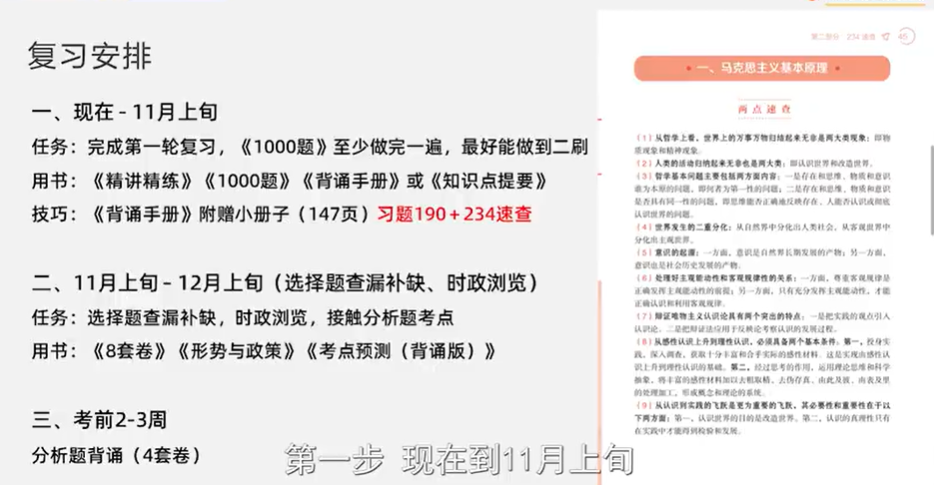 复习安排
一、现在-11月上旬
任务：完成第一轮复习，《1000题》至少做完一遍，最好能做到二刷
用书：《精讲精练》《1000题》《背诵手册》或《知识点提要》
技巧：《背诵手册》附赠小册子（147页）习题190+234速查
二、11月上旬-12月上旬（选择题查漏补缺、时政浏览）
任务：选择题查漏补缺，时政浏览，接触分析题考点
用书：《8套卷》《形势与政策》《考点预测（背诵版）》
三、考前2-3周
分析题背诵（4套卷）
第二部分 234速查 45
一、马克思主义基本原理
两点速查
（1）从哲学上看，世界上的万事万物归结起来无非是两大类现象：即物
质现象和精神现象。
（2）人类的活动归纳起来无非也是两大类：即认识世界和改造世界。
（3）哲学基本问题主要包括两方面内容：一是存在和思维、物质和意识
谁为本原的问题，即何者为第一性的问题；二是存在和思维、物质和意识
是否具有同一性的问题，即思维能否正确地反映存在、人能否认识或彻底
认识世界的问题。
（4）世界发生的二重分化：从自然界中分化出人类社会，从客观世界中
分化出主观世界。
（5）意识的起源：一方面，意识是自然界长期发展的产物；另一方面，
意识也是社会历史发展的产物。
（6）处理好主观能动性和客观规律性的关系：一方面，尊重客观规律是
正确发挥主观能动性的前提；另一方面，只有充分发挥主观能动性，才能
正确认识和利用客观规律。
（7）辩证唯物主义认识论具有两个突出的特点：一是把实践的观点引入
认识论。二是把辩证法应用于反映论考察认识的发展过程。
（8）从感性认识上升到理性认识，必须具备两个基本条件：第一，投身实
践，深入调查，获取十分丰富和合乎实际的感性材料。这是实现由感性认
识上升到理性认识的基础。第二，经过思考的作用，运用理论思维和科学
抽象，将丰富的感性材料加以去粗取精、去伪存真、由此及彼、由表及里
的处理加工，形成概念和理论的系统。
（9）从认识到实践的飞跃是更为重要的飞跃，其必要性和重要性在于以
下两方面：第一，认识世界的目的是改造世界。第二，认识的真理性只有
在实践中才能得到检验和发展。
第一步 现在到11月上旬